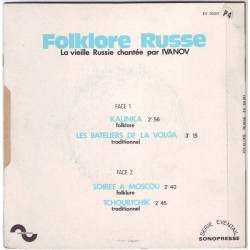 Folklore Russe
La vieille Russie chantée par IVANOV
FACE 1
KALINKA 2' 56
folklore
LES BATELIERS DE LA VOLGA 3' 15
traditionnel
FACE 2
SOIREE A MOSCOU 2' 40
folklore
TCHOUBTCHIK 2' 45
traditionnel
SERIE EVENTAIL
SONOPRESSE